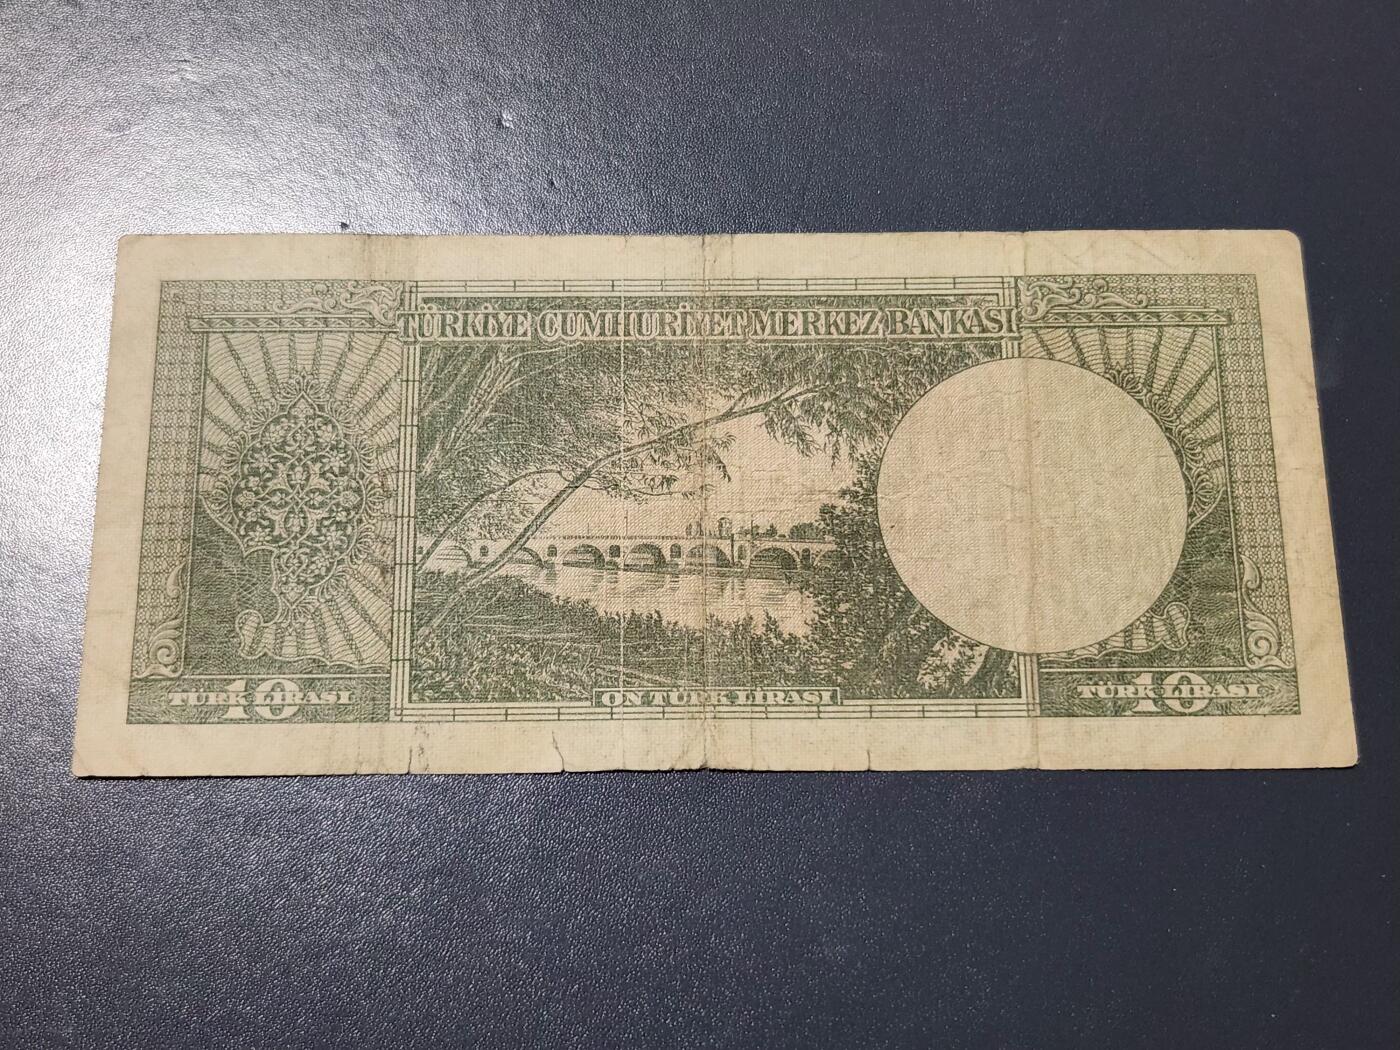 TÜRKİYE CUMHURİYET MERKEZ BANKASI
ON TÜRK LİRASI
TÜRK LİRASI
10
TÜRK LİRASI
10